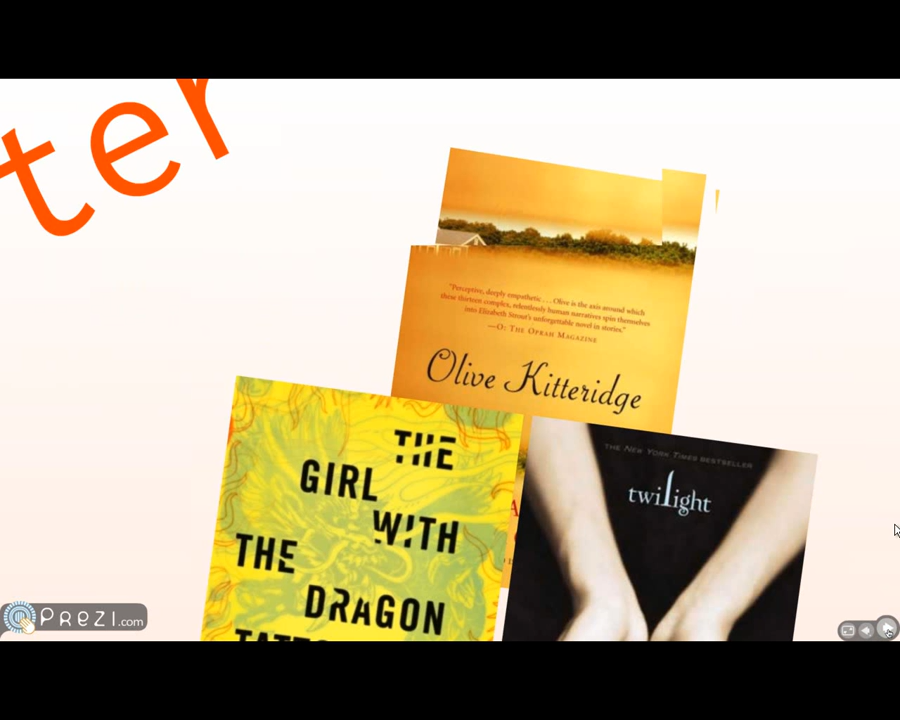 ter
"Perceptive, deeply empathetic . . . Olive is the axis around which
these thirteen complex, relentlessly human narratives spin themselves
into Elizabeth Strout's unforgettable novel in stories."
—O: The Oprah Magazine
Olive Kitteridge
THE
GIRL
WITH
THE
DRAGON
THE NEW YORK TIMES BESTSELLER
twilight
A
PREZI.com